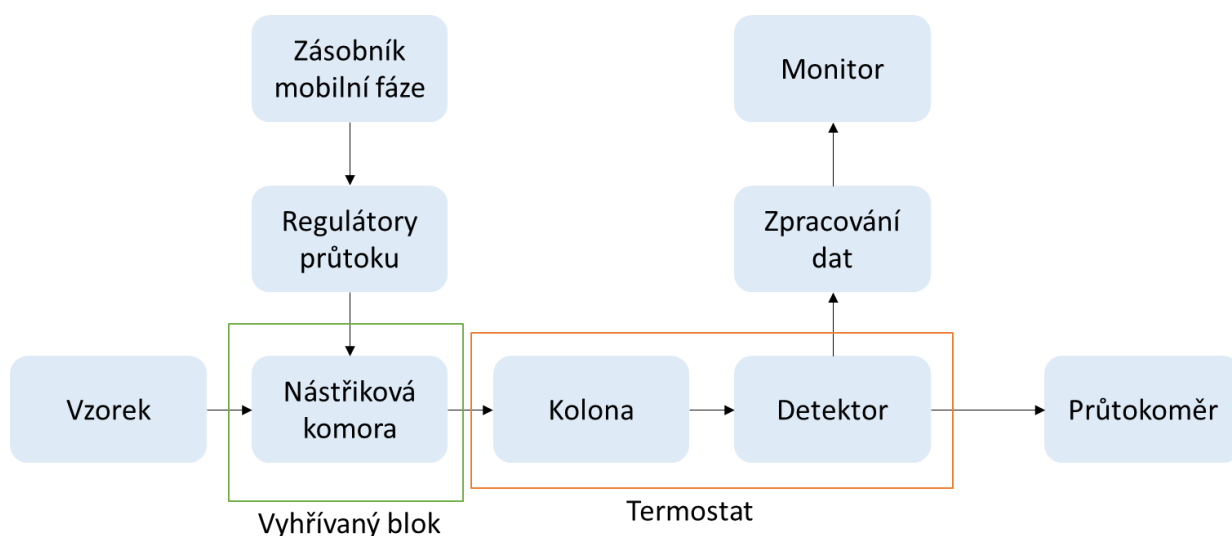 Zásobník
mobilní fáze
Monitor
Regulátory
průtoku
Zpracování
dat
Vzorek
Nástřiková
komora
Kolona
Detektor
Průtokoměr
Vyhřívaný blok
Termostat